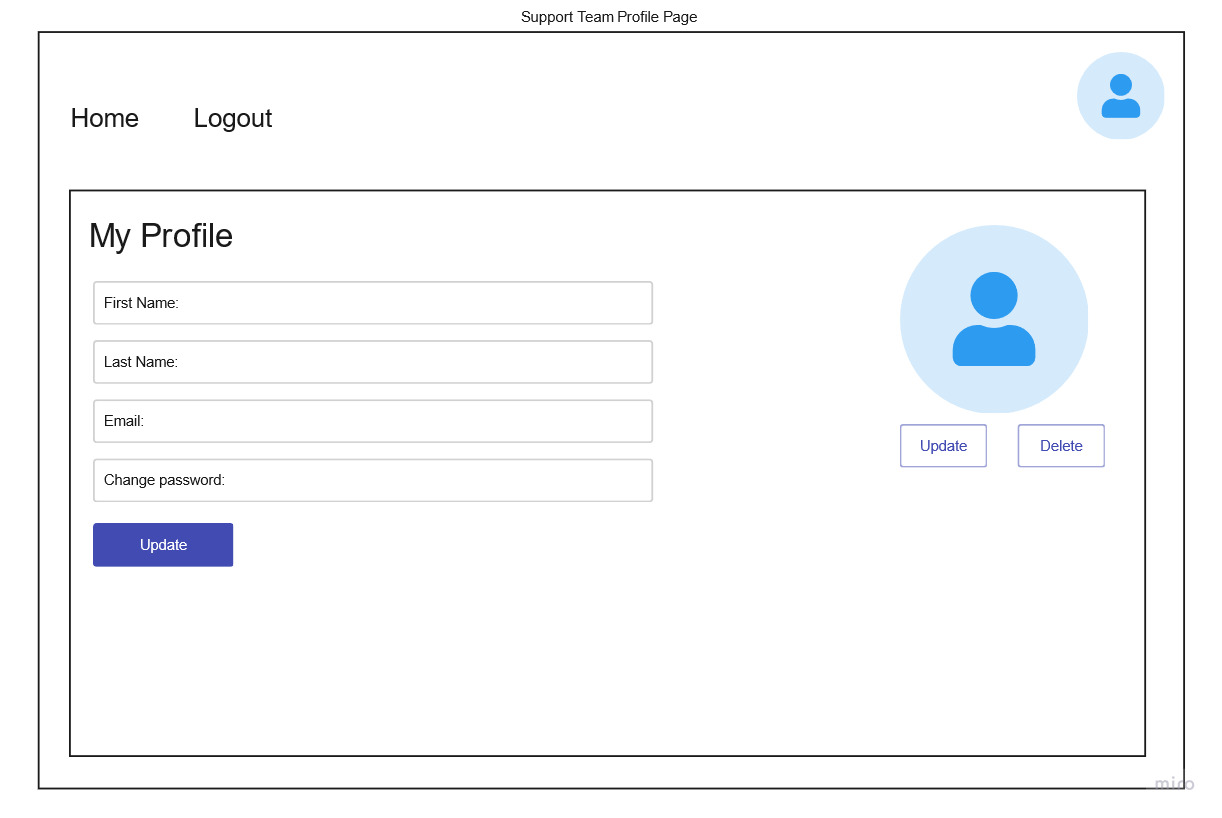 Support Team Profile Page
Home Logout
My Profile
First Name:
Last Name:
Email:
Change password:
Update Delete
Update
miro